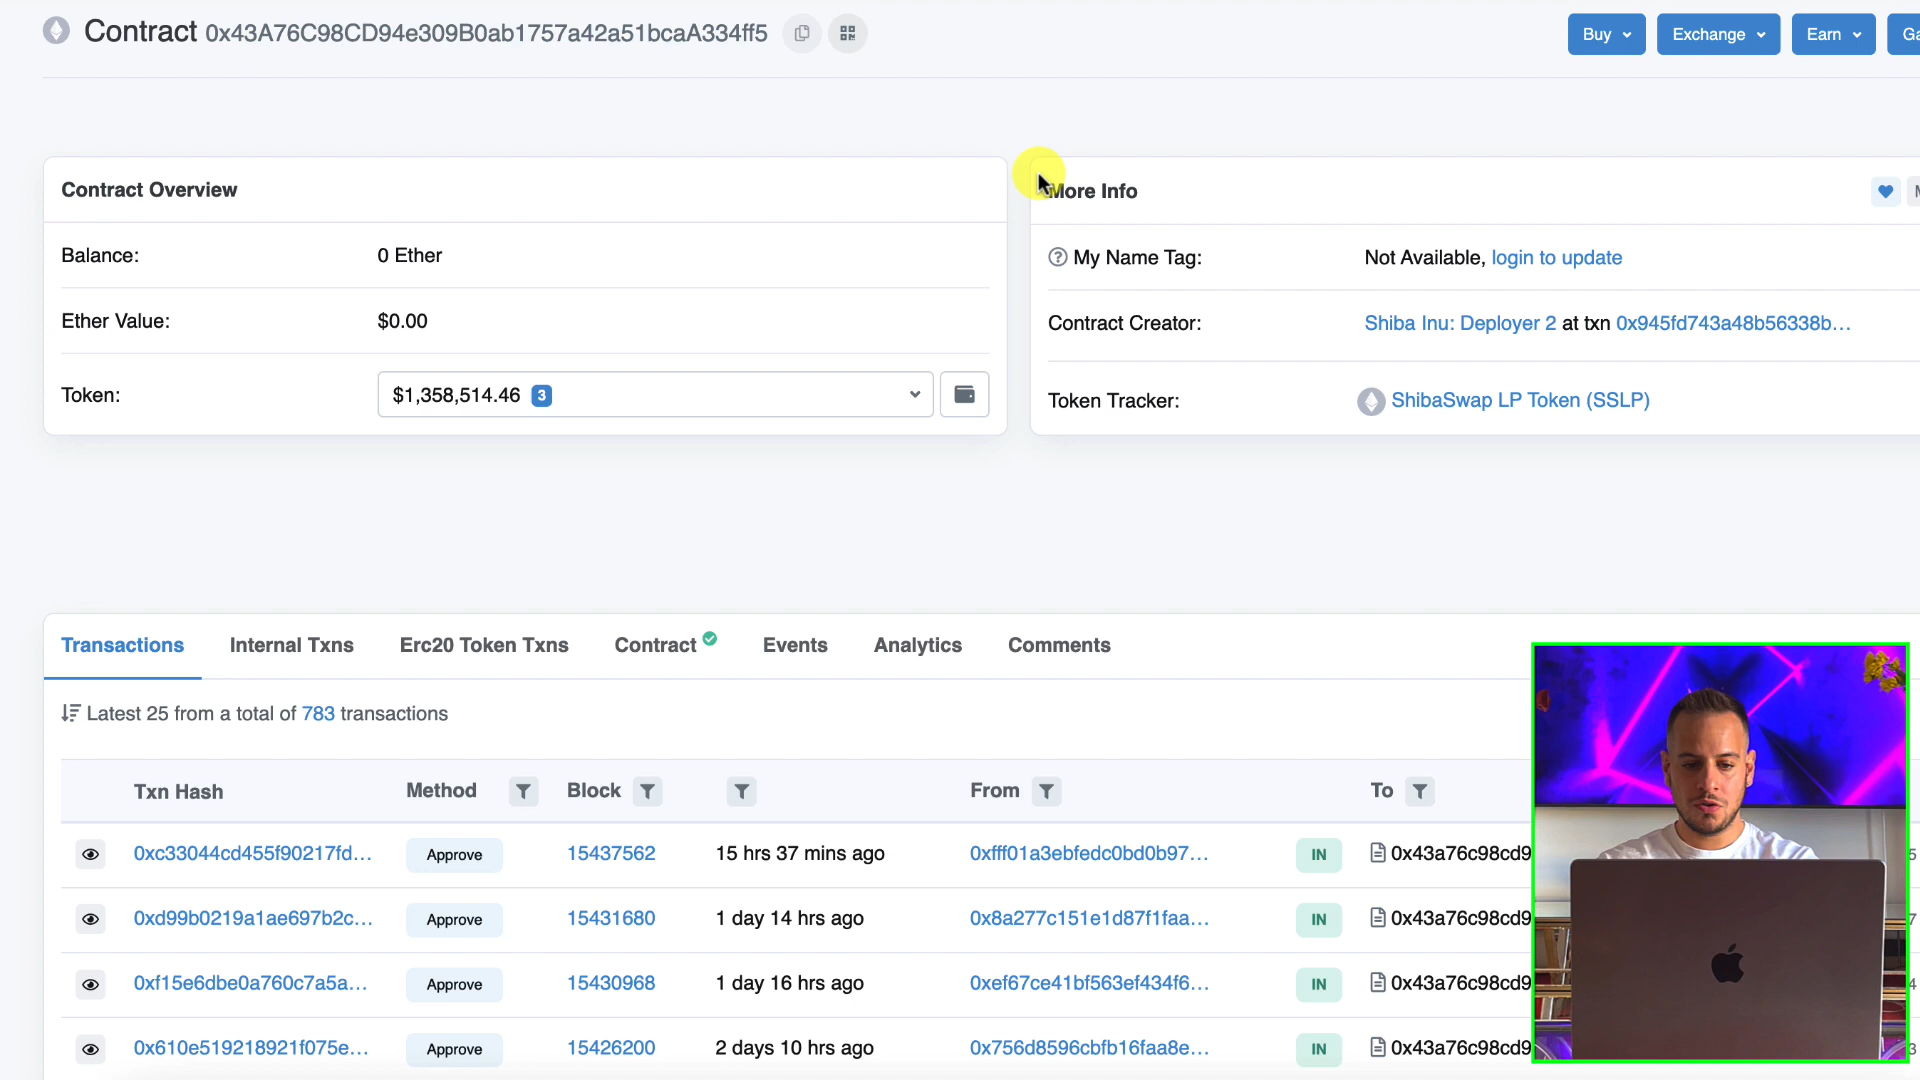 Contract 0x43A76C98CD94e309B0ab1757a42a51bcaA334ff5
Buy
Exchange
Earn
Contract Overview
More Info
Balance:
0 Ether
My Name Tag:
Not Available, login to update
Ether Value:
$0.00
Contract Creator:
Shiba Inu: Deployer 2 at txn 0x945fd743a48b56338b...
Token:
$1,358,514.46 3
Token Tracker:
ShibaSwap LP Token (SSLP)
Transactions
Internal Txns
Erc20 Token Txns
Contract
Events
Analytics
Comments
Latest 25 from a total of 783 transactions
Txn Hash
Method
Block
From
To
0xc33044cd455f90217fd...
Approve
15437562
15 hrs 37 mins ago
0xfff01a3ebfedc0bd0b97...
IN
0x43a76c98cd9
0xd99b0219a1ae697b2c...
Approve
15431680
1 day 14 hrs ago
0x8a277c151e1d87f1faa...
IN
0x43a76c98cd9
0xf15e6dbe0a760c7a5a...
Approve
15430968
1 day 16 hrs ago
0xef67ce41bf563ef434f6...
IN
0x43a76c98cd9
0x610e519218921f075e...
Approve
15426200
2 days 10 hrs ago
0x756d8596cbfb16faa8e...
IN
0x43a76c98cd9